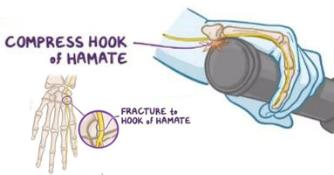 COMPRESS HOOK
of HAMATE
FRACTURE to
HOOK of HAMATE